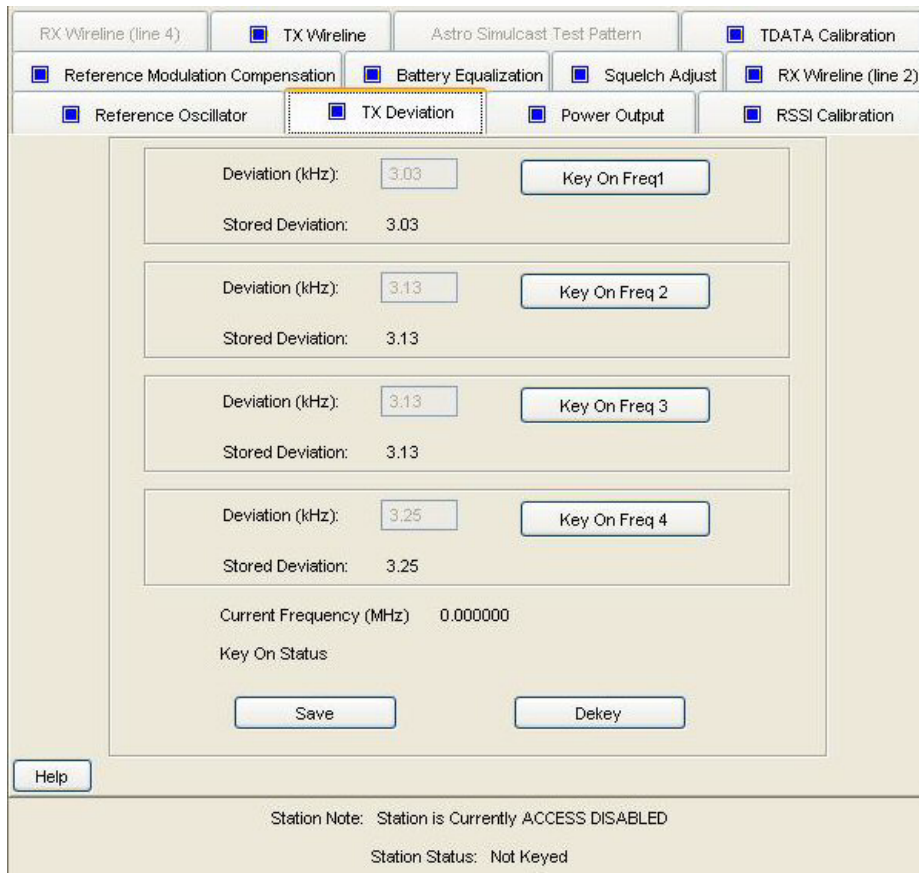 RX Wireline (line 4) TX Wireline Astro Simulcast Test Pattern TDATA Calibration
Reference Modulation Compensation Battery Equalization Squelch Adjust RX Wireline (line 2)
Reference Oscillator TX Deviation Power Output RSSI Calibration
Deviation (kHz): 3.03 Key On Freq1
Stored Deviation: 3.03
Deviation (kHz): 3.13 Key On Freq 2
Stored Deviation: 3.13
Deviation (kHz): 3.13 Key On Freq 3
Stored Deviation: 3.13
Deviation (kHz): 3.25 Key On Freq 4
Stored Deviation: 3.25
Current Frequency (MHz) 0.000000
Key On Status
Save Dekey
Help
Station Note: Station is Currently ACCESS DISABLED
Station Status: Not Keyed